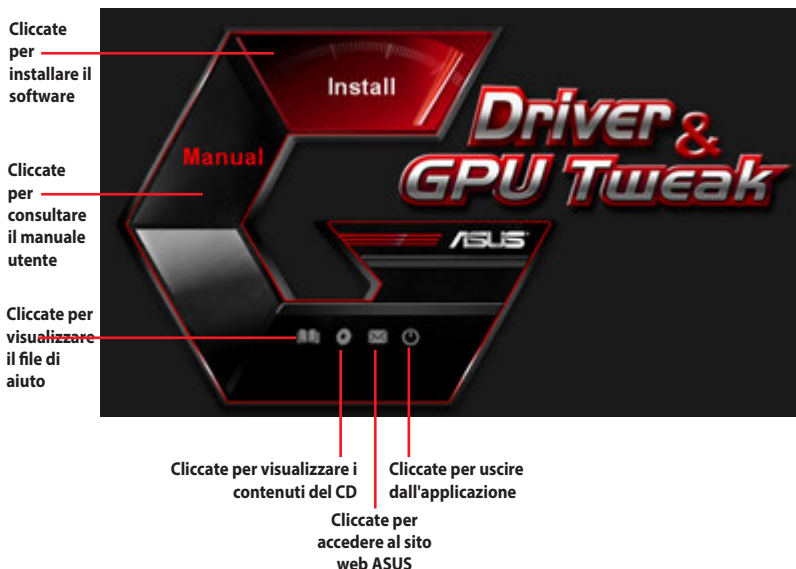 Cliccate
per
installare il
software
Install
Driver &
GPU Tweak
Manual
Cliccate
per
consultare
il manuale
utente
ASUS
Cliccate per
visualizzare
il file di
aiuto
Cliccate per visualizzare i
contenuti del CD
Cliccate per uscire
dall'applicazione
Cliccate per
accedere al sito
web ASUS